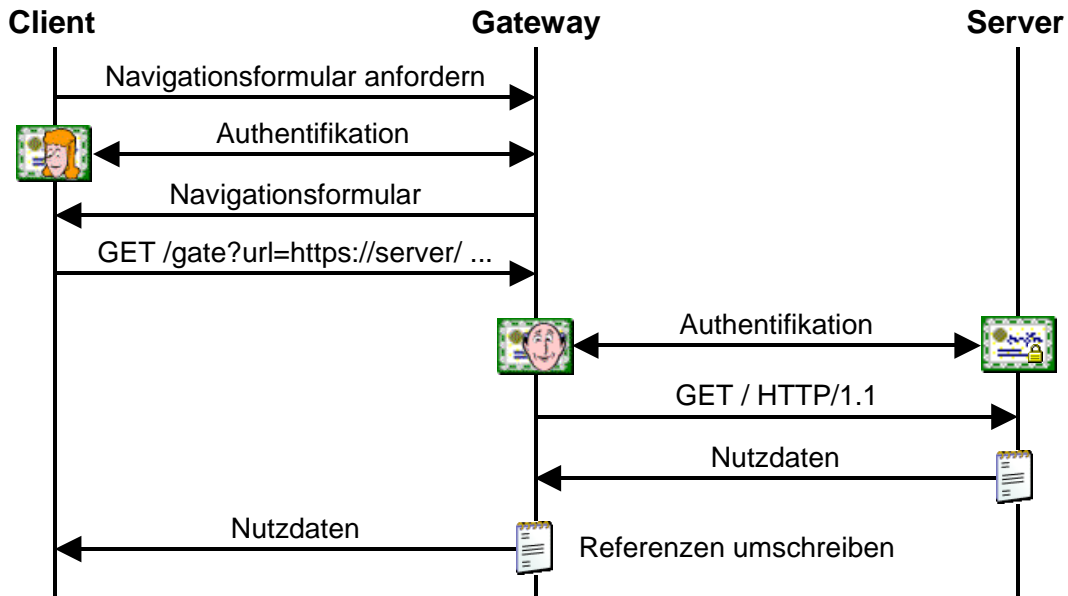 Client
Gateway
Server
Navigationsformular anfordern
Authentifikation
Navigationsformular
GET /gate?url=https://server/ ...
Authentifikation
GET / HTTP/1.1
Nutzdaten
Nutzdaten
Referenzen umschreiben